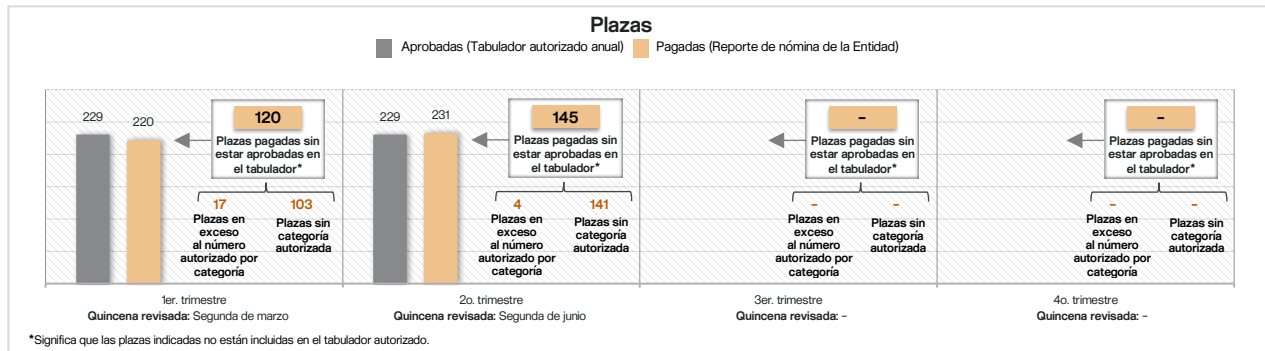 Plazas
Aprobadas (Tabulador autorizado anual)
Pagadas (Reporte de nómina de la Entidad)
229
220
120
Plazas pagadas sin
estar aprobadas en
el tabulador*
17
Plazas en
exceso
al número
autorizado por
categoría
103
Plazas sin
categoría
autorizada
1er. trimestre
Quincena revisada: Segunda de marzo
229
231
145
Plazas pagadas sin
estar aprobadas en
el tabulador*
4
Plazas en
exceso
al número
autorizado por
categoría
141
Plazas sin
categoría
autorizada
2o. trimestre
Quincena revisada: Segunda de junio
-
Plazas pagadas sin
estar aprobadas en
el tabulador*
-
Plazas en
exceso
al número
autorizado por
categoría
-
Plazas sin
categoría
autorizada
3er. trimestre
Quincena revisada: -
-
Plazas pagadas sin
estar aprobadas en
el tabulador*
-
Plazas en
exceso
al número
autorizado por
categoría
-
Plazas sin
categoría
autorizada
4o. trimestre
Quincena revisada: -
*Significa que las plazas indicadas no están incluidas en el tabulador autorizado.